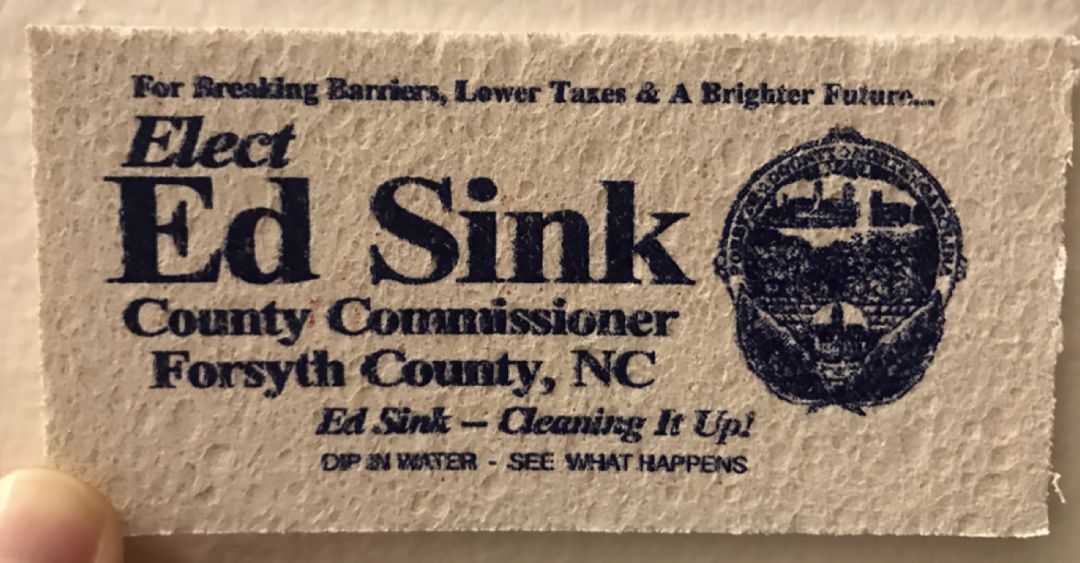 For Breaking Barriers, Lower Taxes & A Brighter Future...
Elect
Ed Sink
County Commissioner
Forsyth County, NC
Ed Sink – Cleaning It Up!
DIP IN WATER - SEE WHAT HAPPENS